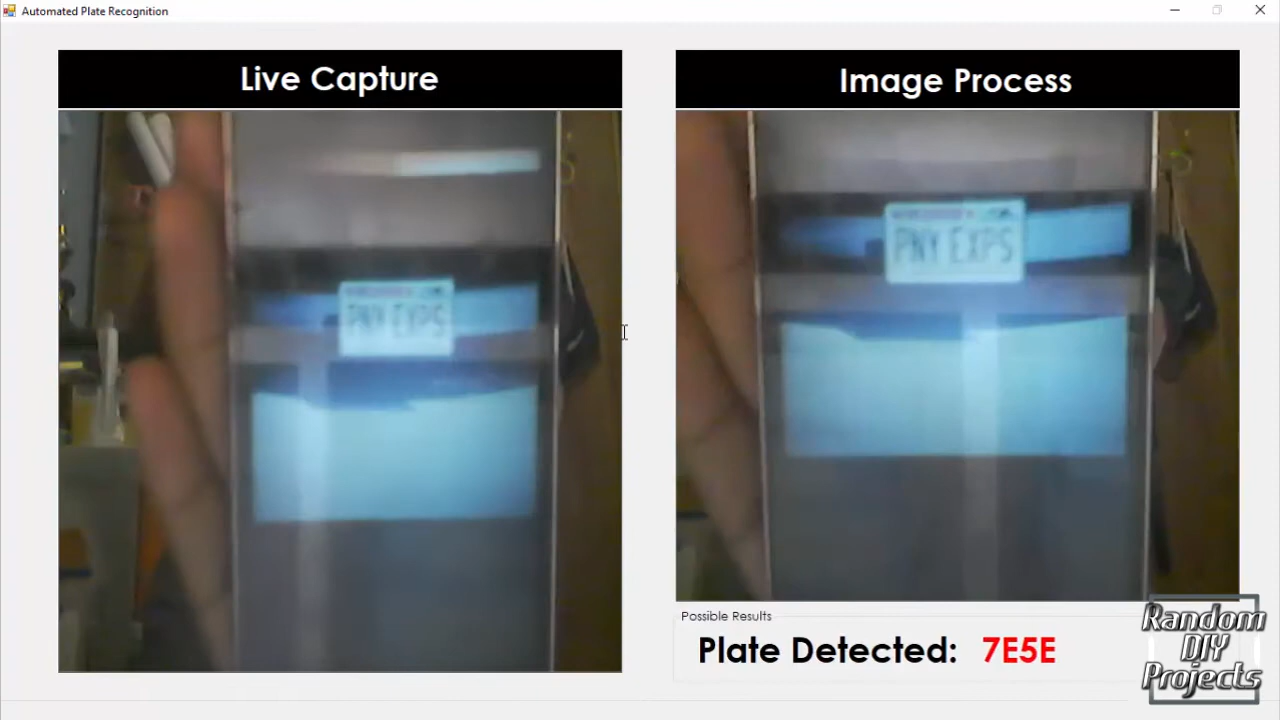 Automated Plate Recognition
Live Capture
Image Process
PNY EXPS
PNY EXPS
Possible Results
Plate Detected: 7E5E
Random
DIY
Projects